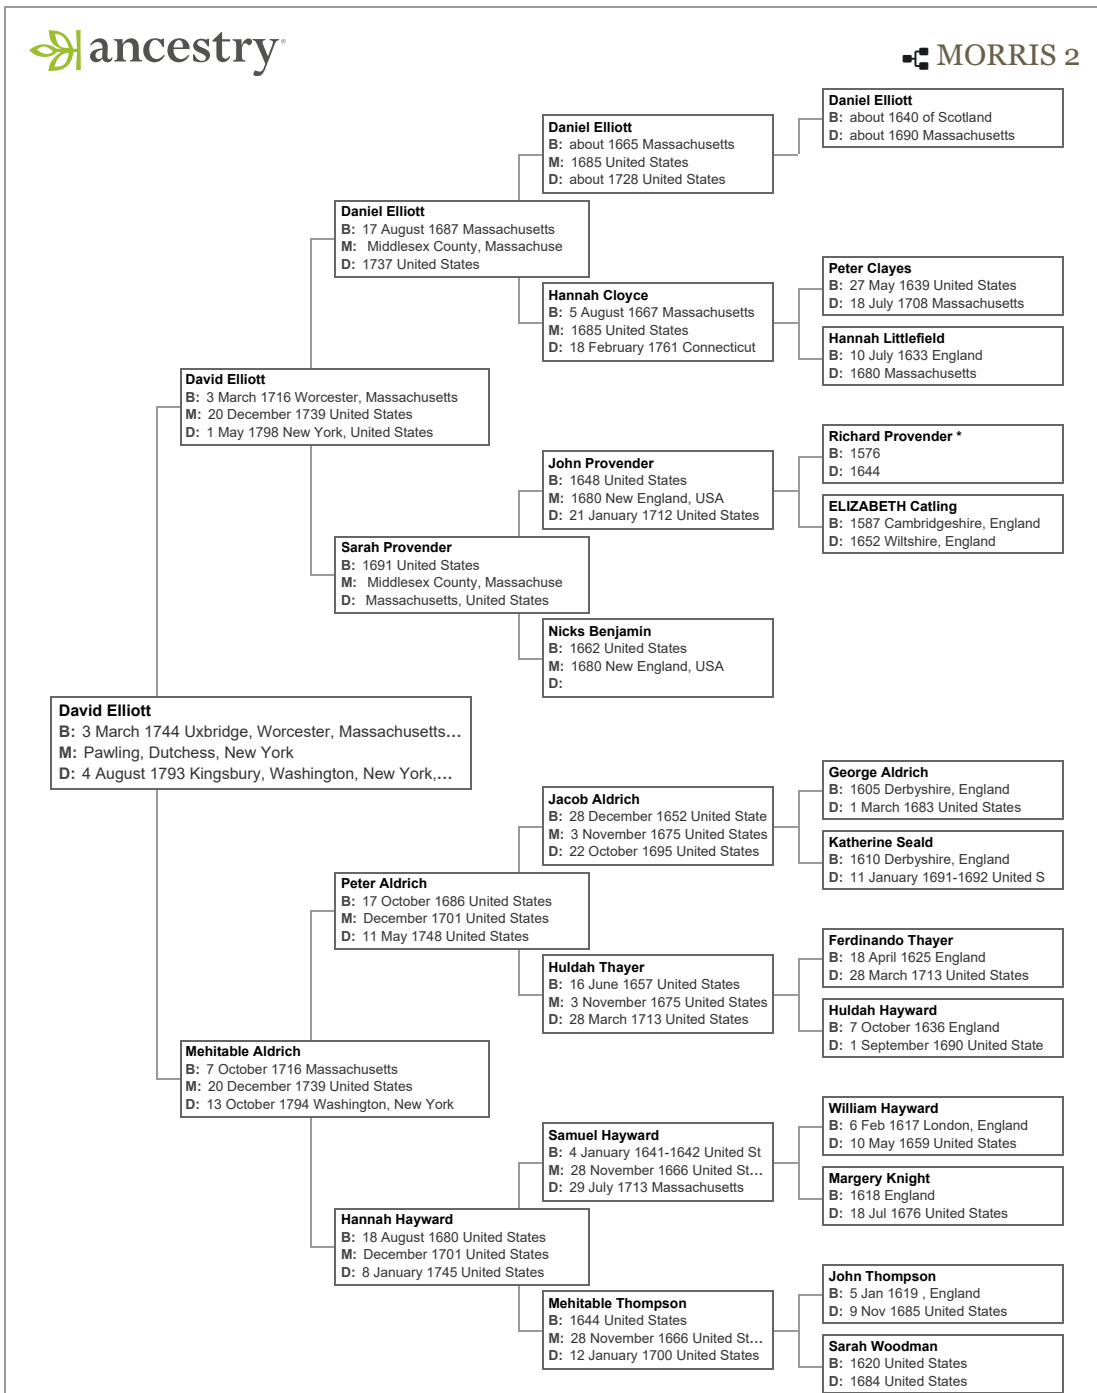 ancestry
MORRIS 2
Daniel Elliott
B: about 1640 of Scotland
D: about 1690 Massachusetts
Daniel Elliott
B: about 1665 Massachusetts
M: 1685 United States
D: about 1728 United States
Daniel Elliott
B: 17 August 1687 Massachusetts
M: Middlesex County, Massachuse
D: 1737 United States
Peter Clayes
B: 27 May 1639 United States
D: 18 July 1708 Massachusetts
Hannah Cloyce
B: 5 August 1667 Massachusetts
M: 1685 United States
D: 18 February 1761 Connecticut
Hannah Littlefield
B: 10 July 1633 England
D: 1680 Massachusetts
David Elliott
B: 3 March 1716 Worcester, Massachusetts
M: 20 December 1739 United States
D: 1 May 1798 New York, United States
Richard Provender *
B: 1576
D: 1644
John Provender
B: 1648 United States
M: 1680 New England, USA
D: 21 January 1712 United States
ELIZABETH Catling
B: 1587 Cambridgeshire, England
D: 1652 Wiltshire, England
Sarah Provender
B: 1691 United States
M: Middlesex County, Massachuse
D: Massachusetts, United States
Nicks Benjamin
B: 1662 United States
M: 1680 New England, USA
D:
David Elliott
B: 3 March 1744 Uxbridge, Worcester, Massachusetts…
M: Pawling, Dutchess, New York
D: 4 August 1793 Kingsbury, Washington, New York,…
George Aldrich
B: 1605 Derbyshire, England
D: 1 March 1683 United States
Jacob Aldrich
B: 28 December 1652 United State
M: 3 November 1675 United States
D: 22 October 1695 United States
Katherine Seald
B: 1610 Derbyshire, England
D: 11 January 1691-1692 United S
Peter Aldrich
B: 17 October 1686 United States
M: December 1701 United States
D: 11 May 1748 United States
Ferdinando Thayer
B: 18 April 1625 England
D: 28 March 1713 United States
Huldah Thayer
B: 16 June 1657 United States
M: 3 November 1675 United States
D: 28 March 1713 United States
Huldah Hayward
B: 7 October 1636 England
D: 1 September 1690 United State
Mehitable Aldrich
B: 7 October 1716 Massachusetts
M: 20 December 1739 United States
D: 13 October 1794 Washington, New York
William Hayward
B: 6 Feb 1617 London, England
D: 10 May 1659 United States
Samuel Hayward
B: 4 January 1641-1642 United St
M: 28 November 1666 United St…
D: 29 July 1713 Massachusetts
Margery Knight
B: 1618 England
D: 18 Jul 1676 United States
Hannah Hayward
B: 18 August 1680 United States
M: December 1701 United States
D: 8 January 1745 United States
John Thompson
B: 5 Jan 1619 , England
D: 9 Nov 1685 United States
Mehitable Thompson
B: 1644 United States
M: 28 November 1666 United St…
D: 12 January 1700 United States
Sarah Woodman
B: 1620 United States
D: 1684 United States